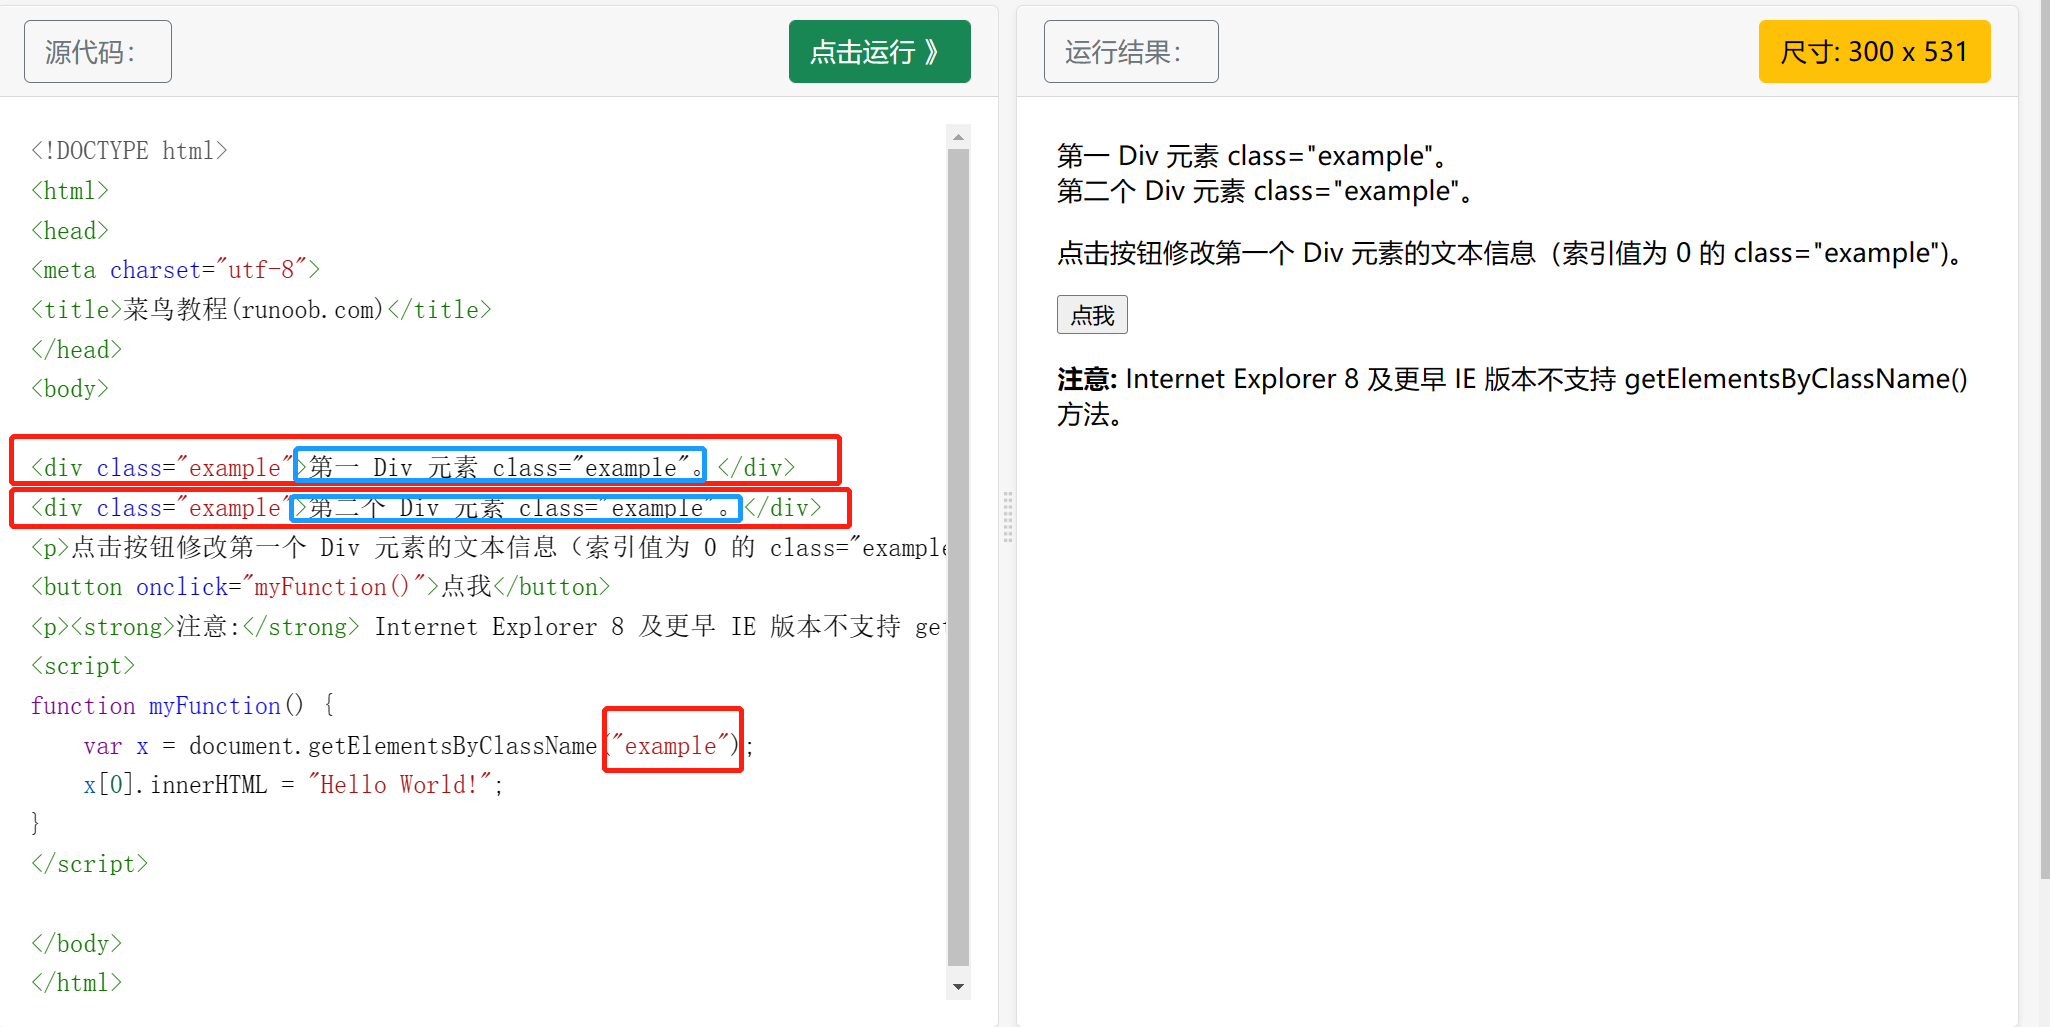 源代码：
点击运行 》
<!DOCTYPE html>
<html>
<head>
<meta charset="utf-8">
<title>菜鸟教程(runoob.com)</title>
</head>
<body>
<div class="example">第一 Div 元素 class="example"。</div>
<div class="example">第二个 Div 元素 class="example"。</div>
<p>点击按钮修改第一个 Div 元素的文本信息（索引值为 0 的 class="example
<button onclick="myFunction()">点我</button>
<p><strong>注意:</strong> Internet Explorer 8 及更早 IE 版本不支持 get
<script>
function myFunction() {
    var x = document.getElementsByClassName("example");
    x[0].innerHTML = "Hello World!";
}
</script>
</body>
</html>
运行结果：
尺寸: 300 x 531
第一 Div 元素 class="example"。
第二个 Div 元素 class="example"。
点击按钮修改第一个 Div 元素的文本信息（索引值为 0 的 class="example")。
点我
注意: Internet Explorer 8 及更早 IE 版本不支持 getElementsByClassName()
方法。